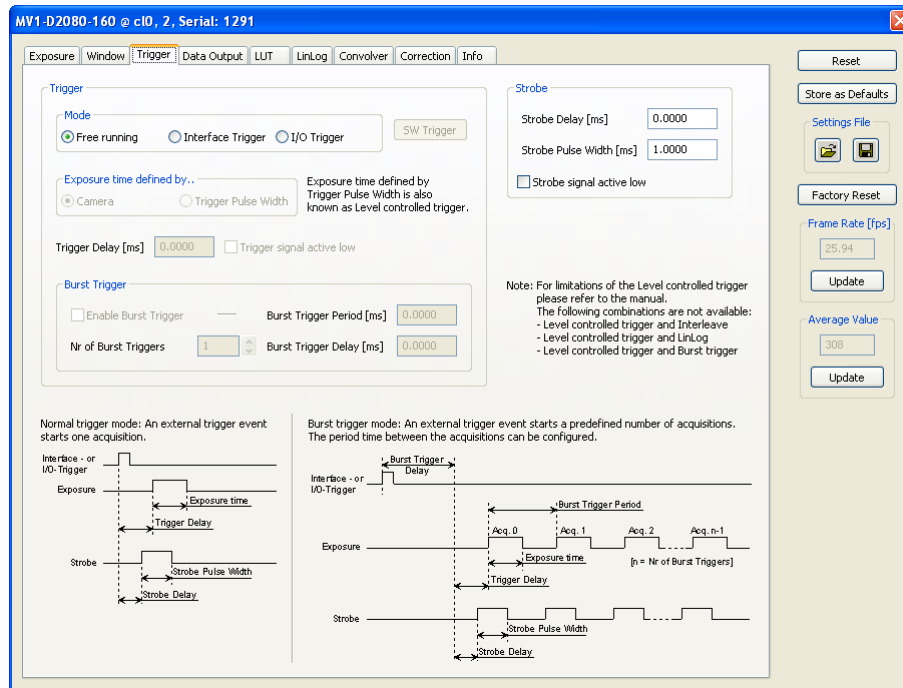 MV1-D2080-160 @ cl0, 2, Serial: 1291
Exposure Window Trigger Data Output LUT LinLog Convolver Correction Info
Trigger
Mode
Free running Interface Trigger I/O Trigger
SW Trigger
Exposure time defined by..
Camera Trigger Pulse Width
Exposure time defined by
Trigger Pulse Width is also
known as Level controlled trigger.
Trigger Delay [ms] 0.0000 Trigger signal active low
Burst Trigger
Enable Burst Trigger Burst Trigger Period [ms] 0.0000
Nr of Burst Triggers 1 Burst Trigger Delay [ms] 0.0000
Strobe
Strobe Delay [ms] 0.0000
Strobe Pulse Width [ms] 1.0000
Strobe signal active low
Note: For limitations of the Level controlled trigger
please refer to the manual.
The following combinations are not available:
- Level controlled trigger and Interleave
- Level controlled trigger and LinLog
- Level controlled trigger and Burst trigger
Reset
Store as Defaults
Settings File
Factory Reset
Frame Rate [fps]
25.94
Update
Average Value
308
Update
Normal trigger mode: An external trigger event
starts one acquisition.
Interface - or
I/O-Trigger
Exposure
Exposure time
Trigger Delay
Strobe
Strobe Pulse Width
Strobe Delay
Burst trigger mode: An external trigger event starts a predefined number of acquisitions.
The period time between the acquisitions can be configured.
Burst Trigger
Delay
Interface - or
I/O-Trigger
Burst Trigger Period
Acq. 0 Acq. 1 Acq. 2 Acq. n-1
Exposure
Exposure time
[n = Nr of Burst Triggers]
Trigger Delay
Strobe
Strobe Pulse Width
Strobe Delay